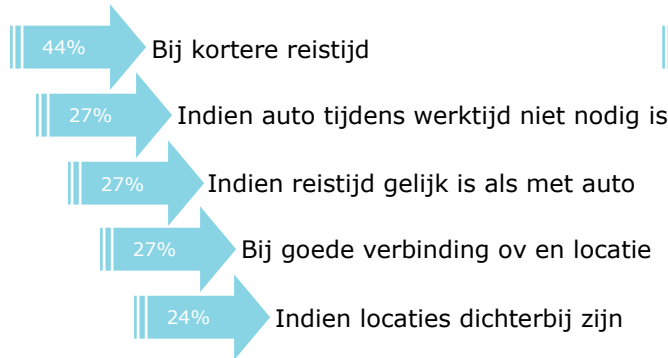 44% Bij kortere reistijd
27% Indien auto tijdens werktijd niet nodig is
27% Indien reistijd gelijk is als met auto
27% Bij goede verbinding ov en locatie
24% Indien locaties dichterbij zijn